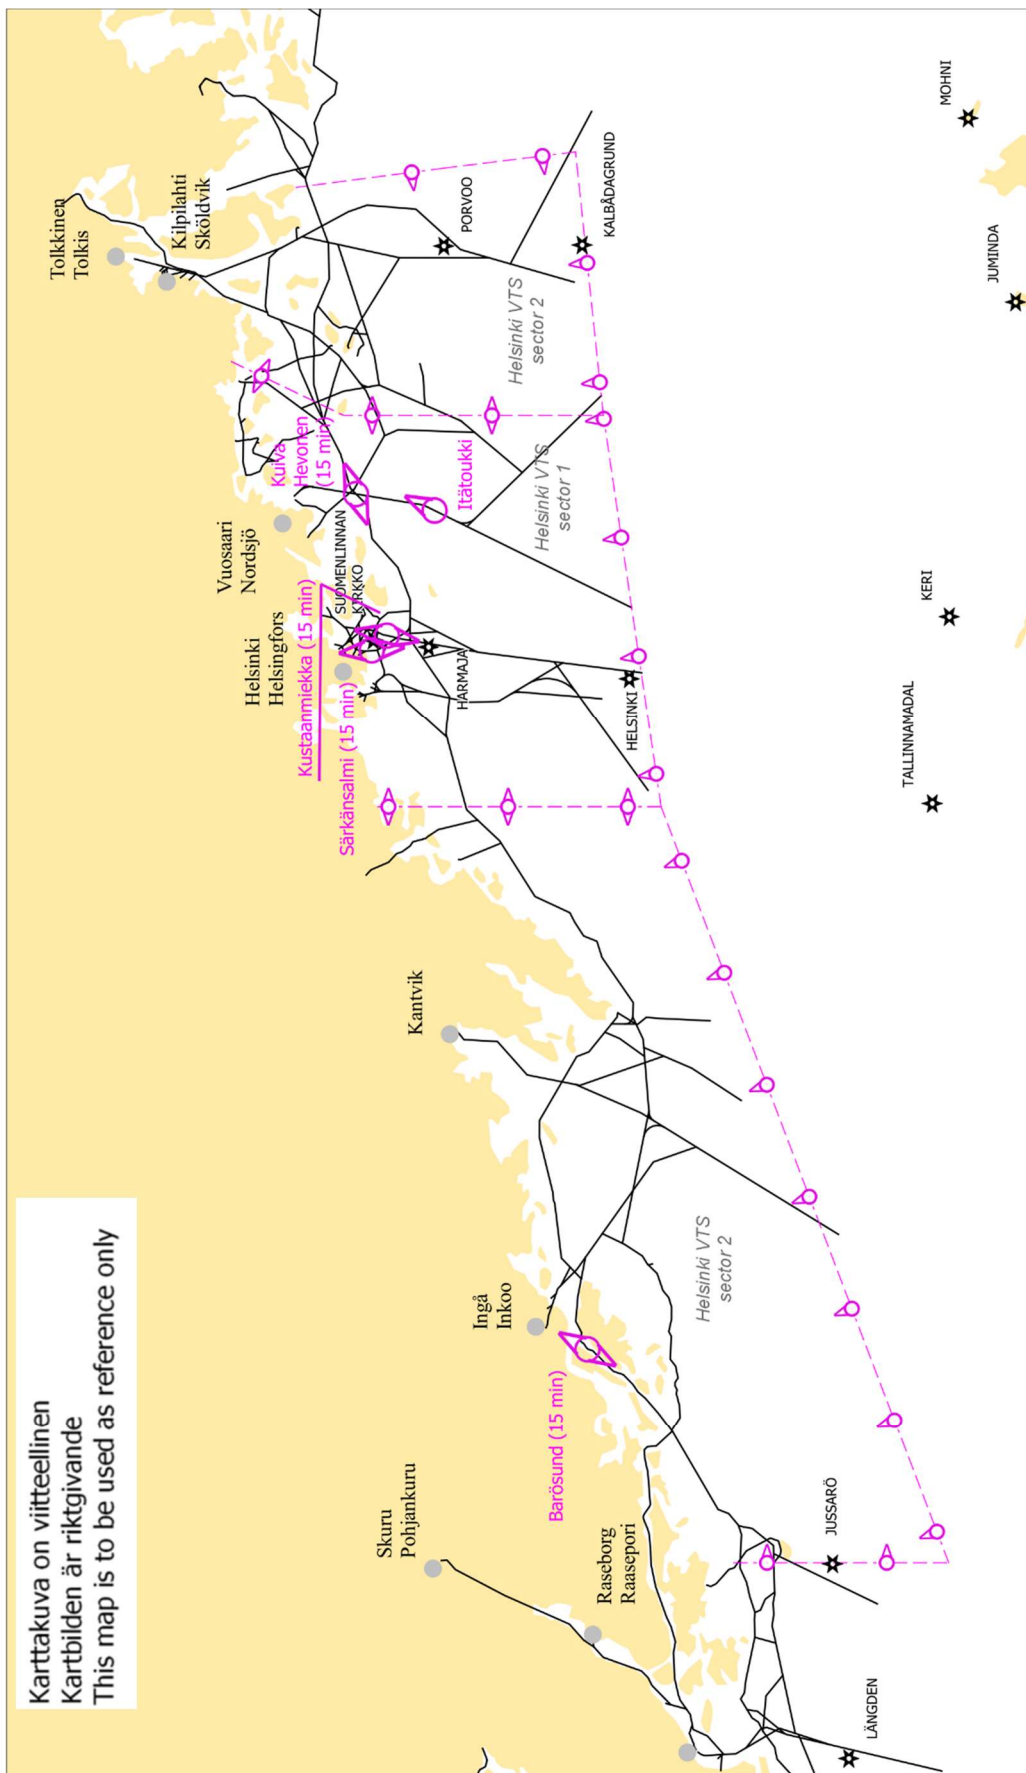 Karttakuva on viitteellinen
Kartbilden är riktgivande
This map is to be used as reference only
Skuru
Pohjankuru
Raseborg
Raasepori
LÄNGDEN
JUSSARÖ
Barösund (15 min)
Ingå
Inkoo
Helsinki VTS
sector 2
Kantvik
TALLINNAMADAL
Särkänsalmi (15 min)
Kustaanmiekka (15 min)
Helsinki
Helsingfors
HELSINKI
HARMAJA
SUOMENLINNAN
KIRKKO
KERI
Vuosaari
Nordsjö
Kuiva
Hevonen
(15 min)
Itätoukki
Helsinki VTS
sector 1
Helsinki VTS
sector 2
Tolkkinen
Tolkis
Kilpilahti
Sköldvik
PORVOO
KALBÅDAGRUND
JUMINDA
MOHNI